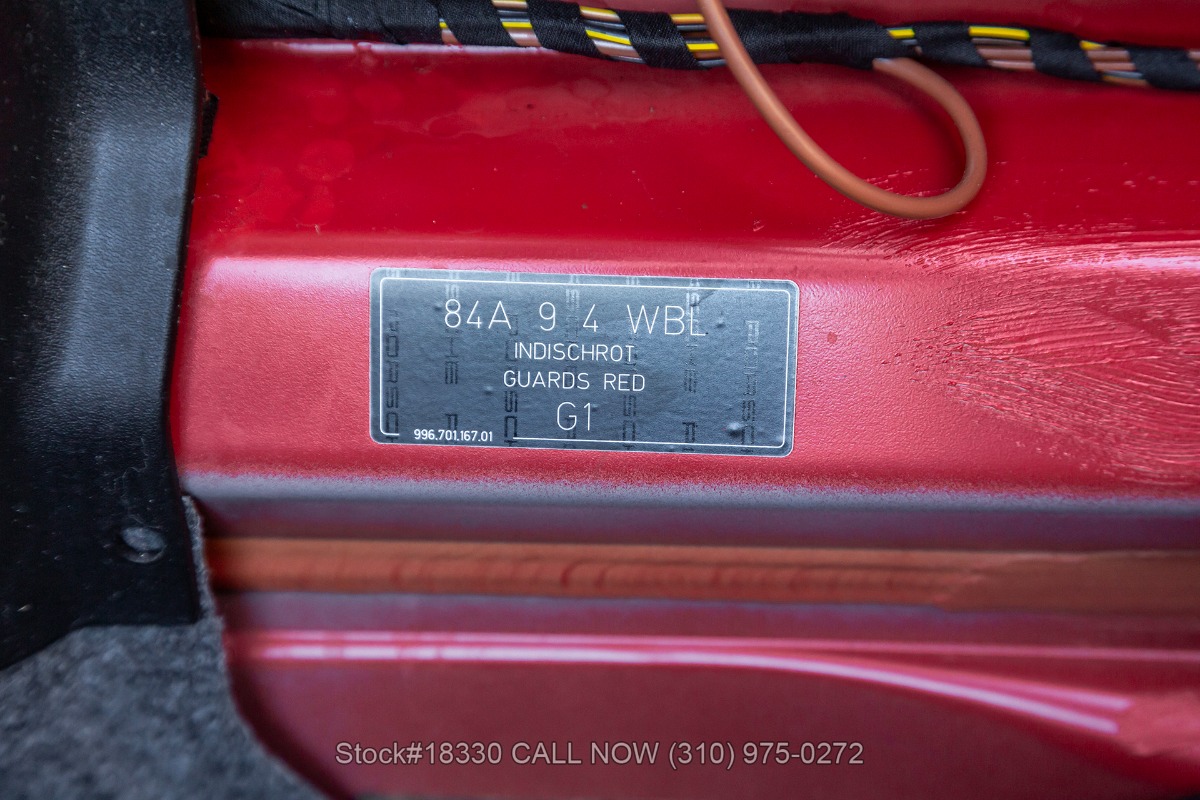 84A 9 4 WBL
INDISCHROT
GUARDS RED
G1
996.701.167.01
Stock#18330 CALL NOW (310) 975-0272